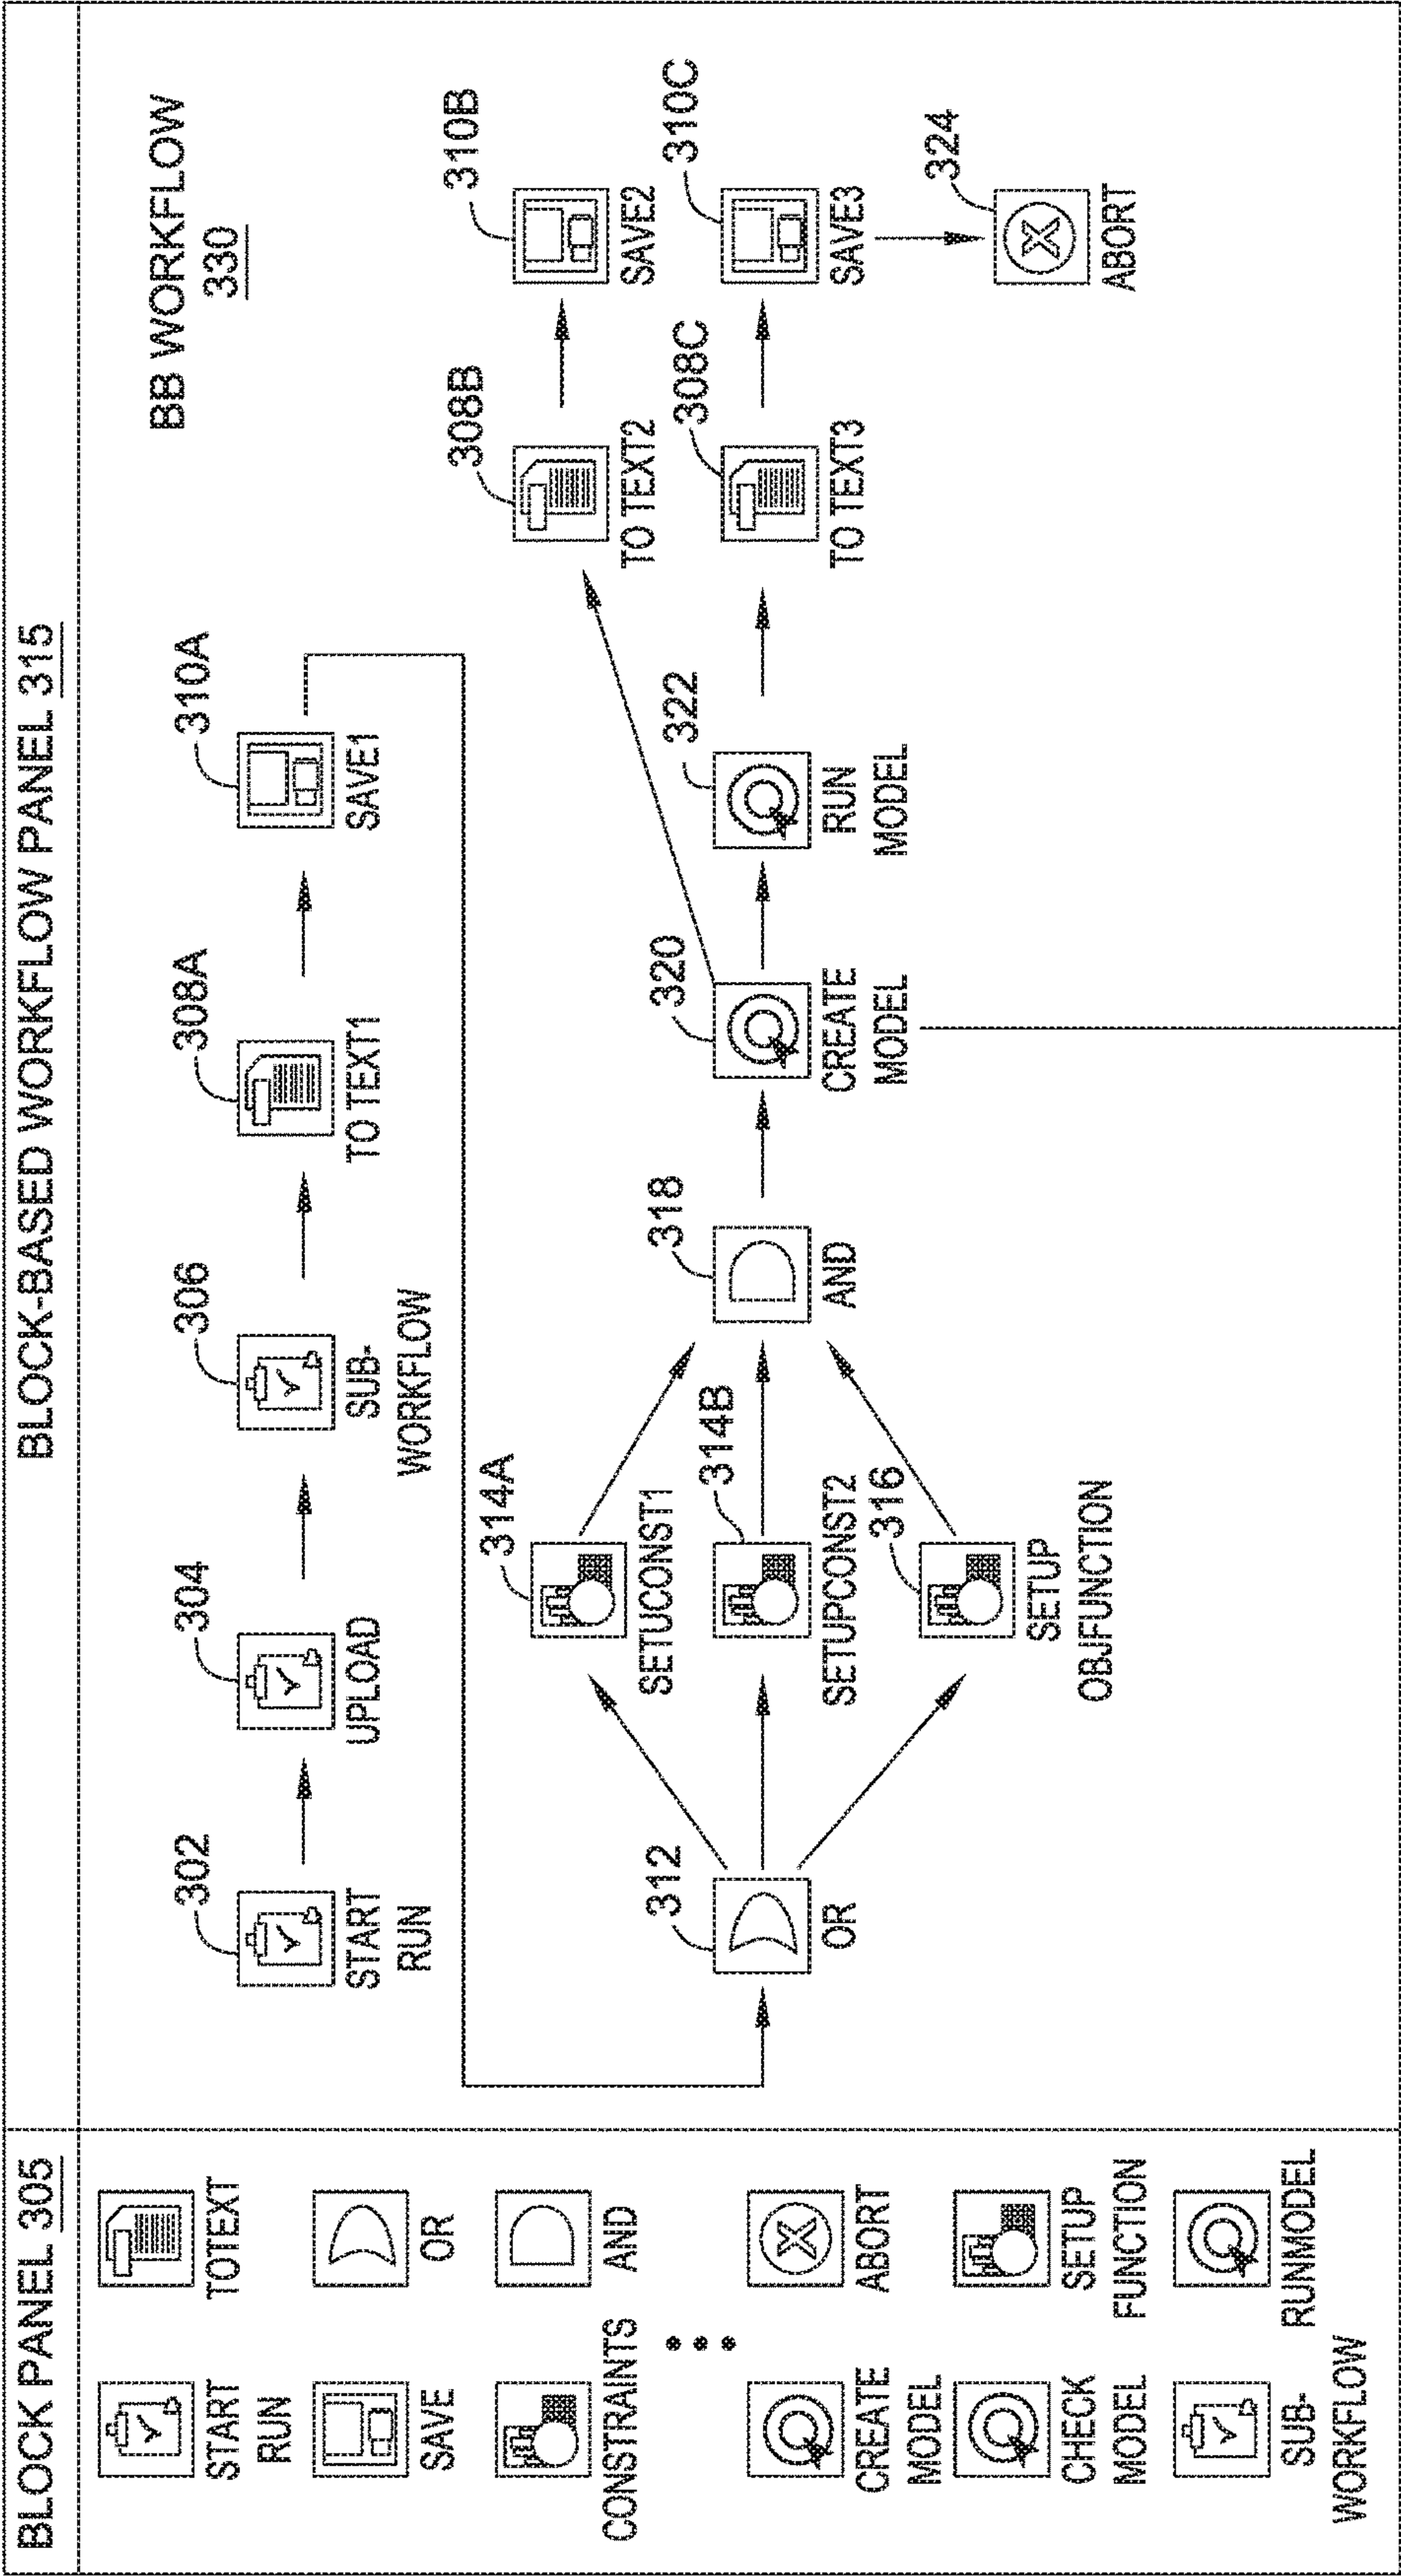 BLOCK PANEL 305
START
RUN
TOTEXT
SAVE
OR
CONSTRAINTS
AND
CREATE
MODEL
ABORT
CHECK
MODEL
SETUP
FUNCTION
SUB-
WORKFLOW
RUNMODEL
BLOCK-BASED WORKFLOW PANEL 315
BB WORKFLOW
330
302
START
RUN
304
UPLOAD
306
SUB-
WORKFLOW
308A
TO TEXT1
310A
SAVE1
312
OR
314A
SETUCONST1
314B
SETUPCONST2
316
SETUP
OBJFUNCTION
318
AND
320
CREATE
MODEL
322
RUN
MODEL
308B
TO TEXT2
310B
SAVE2
308C
TO TEXT3
310C
SAVE3
324
ABORT